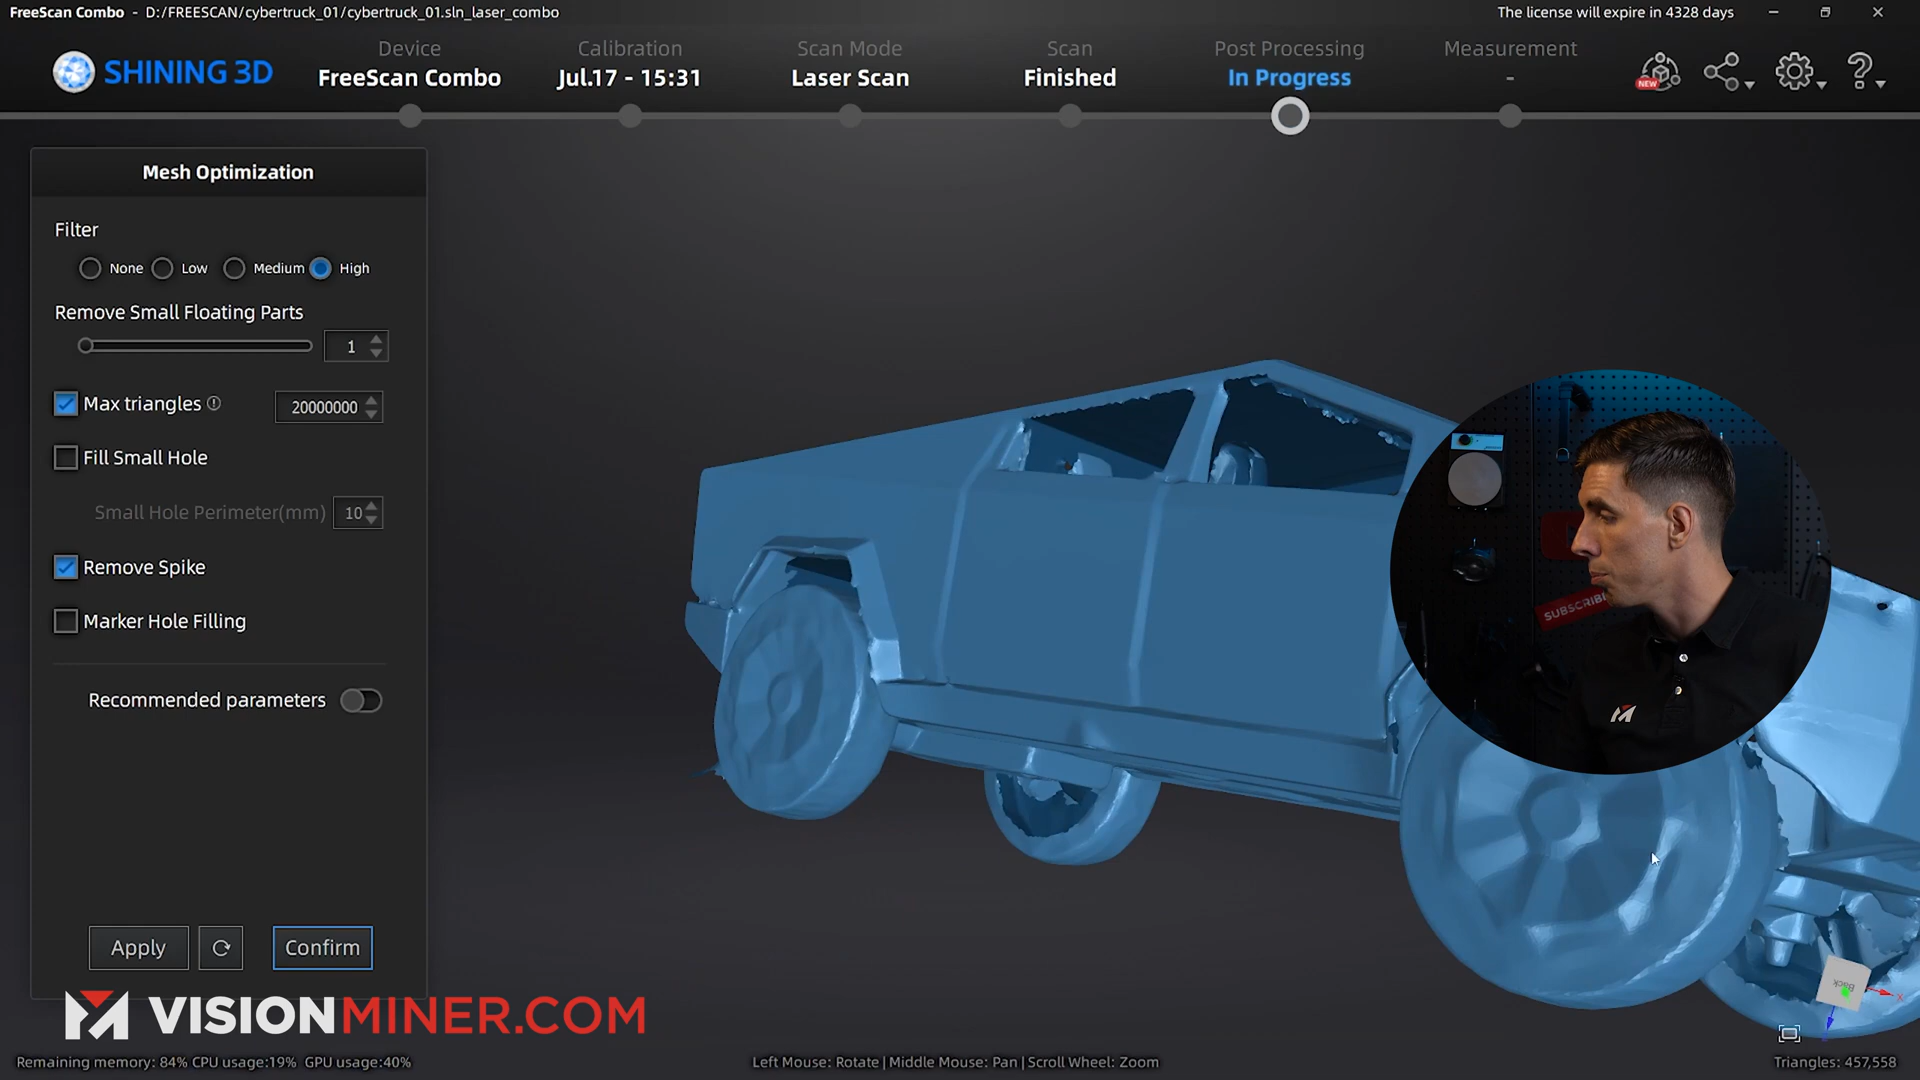 FreeScan Combo - D:/FREESCAN/cybertruck_01/cybertruck_01.sln_laser_combo
The license will expire in 4328 days
SHINING 3D
Device
FreeScan Combo
Calibration
Jul.17 - 15:31
Scan Mode
Laser Scan
Scan
Finished
Post Processing
In Progress
Measurement
-
NEW
Mesh Optimization
Filter
None Low Medium High
Remove Small Floating Parts
1
Max triangles 20000000
Fill Small Hole
Small Hole Perimeter(mm) 10
Remove Spike
Marker Hole Filling
Recommended parameters
Apply Confirm
SUBSCRIBE
Back
X
VISIONMINER.COM
Remaining memory: 84% CPU usage:19% GPU usage:40%
Left Mouse: Rotate | Middle Mouse: Pan | Scroll Wheel: Zoom
Triangles: 457,558